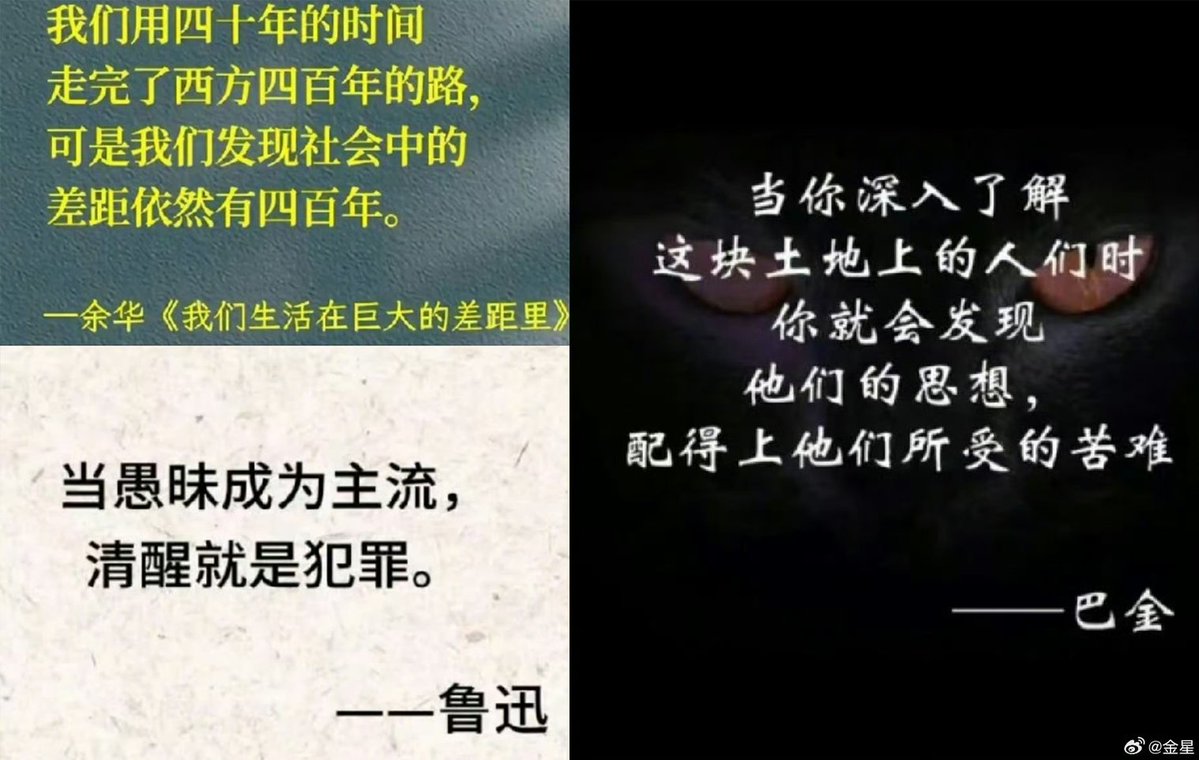 我们用四十年的时间
走完了西方四百年的路，
可是我们发现社会中的
差距依然有四百年。
—余华《我们生活在巨大的差距里》
当愚昧成为主流，
清醒就是犯罪。
——鲁迅
当你深入了解
这块土地上的人们时
你就会发现
他们的思想，
配得上他们所受的苦难
——巴金
@金星